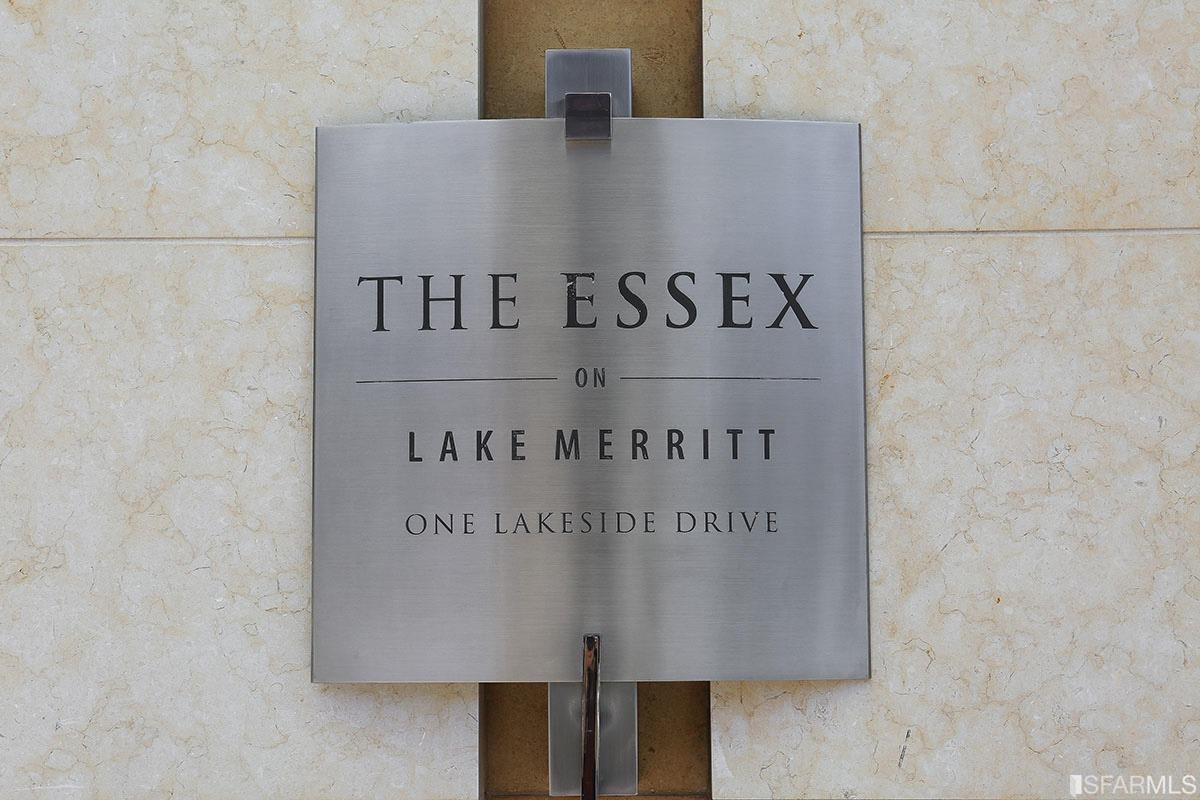 THE ESSEX
ON
LAKE MERRITT
ONE LAKESIDE DRIVE
SFARMLS